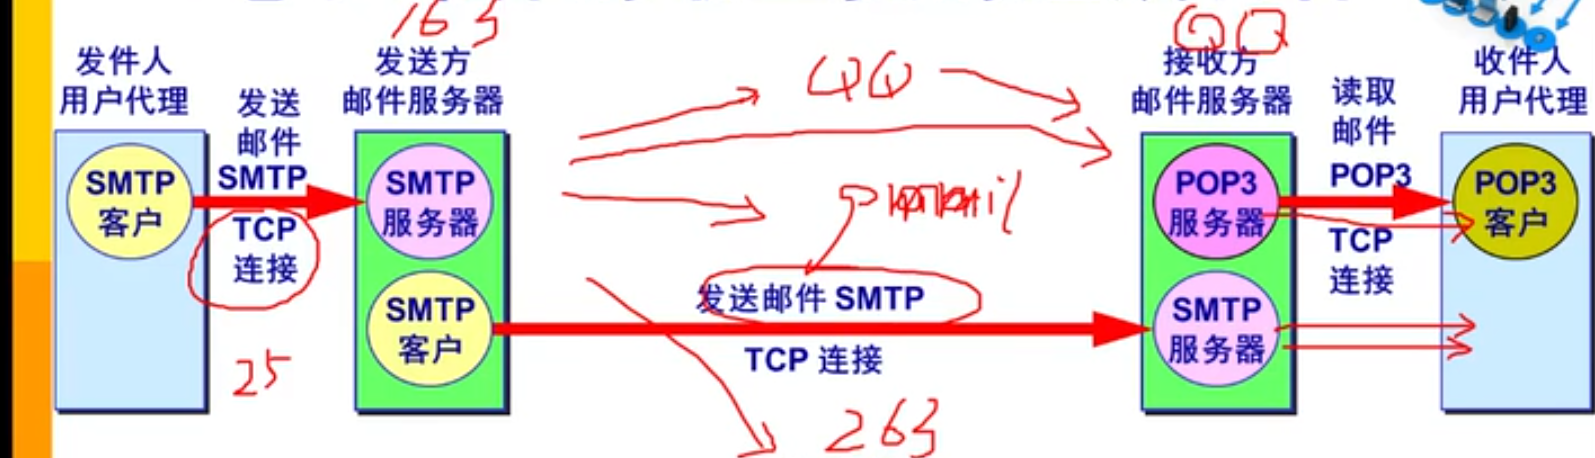 163
QQ
发件人
用户代理
发送
邮件
SMTP
TCP
连接
25
发送方
邮件服务器
QQ
接收方
邮件服务器
读取
邮件
POP3
TCP
连接
收件人
用户代理
SMTP
客户
SMTP
服务器
SMTP
客户
发送邮件 SMTP
TCP 连接
263
POP3
服务器
SMTP
服务器
POP3
客户